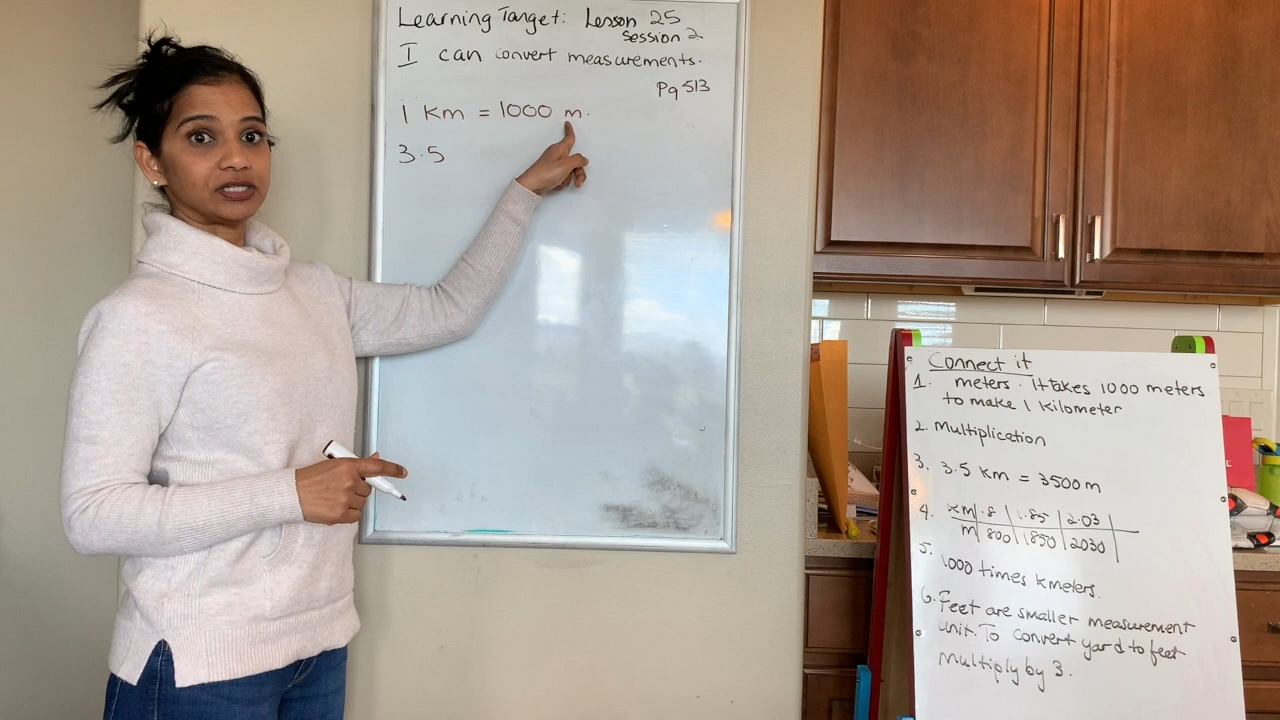 Learning Target: Lesson 25
Session 2
I can convert measurements.
Pg 513
1 km = 1000 m.
3.5
Connect it
1. meters. It takes 1000 meters
to make 1 kilometer
2. Multiplication
3. 3.5 km = 3500 m
4. km | .8 | 1.85 | 2.03 |
m | 800 | 1850 | 2030
5. 1000 times k meters.
6. Feet are smaller measurement
unit. To convert yard to feet
multiply by 3.